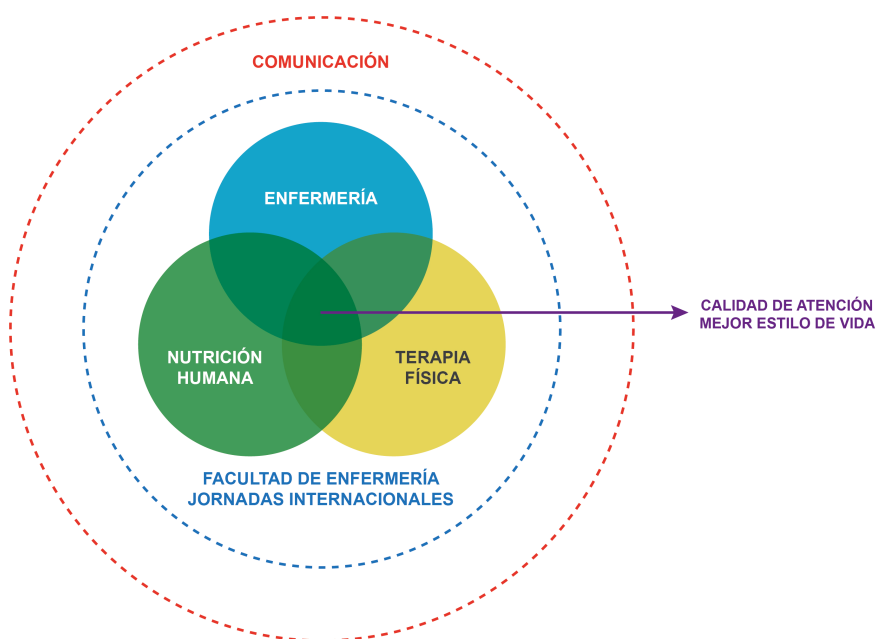 COMUNICACIÓN
ENFERMERÍA
NUTRICIÓN
HUMANA
TERAPIA
FÍSICA
CALIDAD DE ATENCIÓN
MEJOR ESTILO DE VIDA
FACULTAD DE ENFERMERÍA
JORNADAS INTERNACIONALES